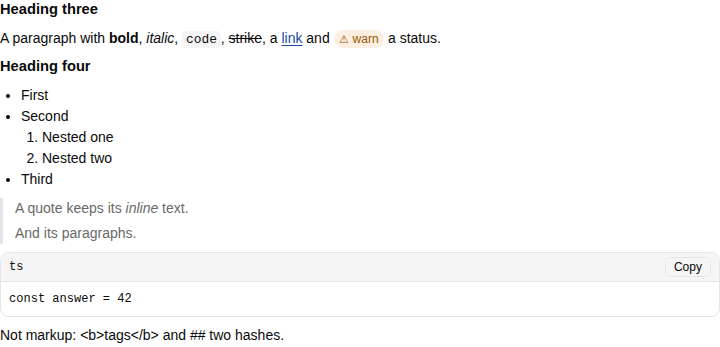 Heading three
A paragraph with bold, italic, code, strike, a link and ⚠ warn a status.
Heading four
• First
• Second
1. Nested one
2. Nested two
• Third
A quote keeps its inline text.
And its paragraphs.
ts Copy
const answer = 42
Not markup: <b>tags</b> and ## two hashes.